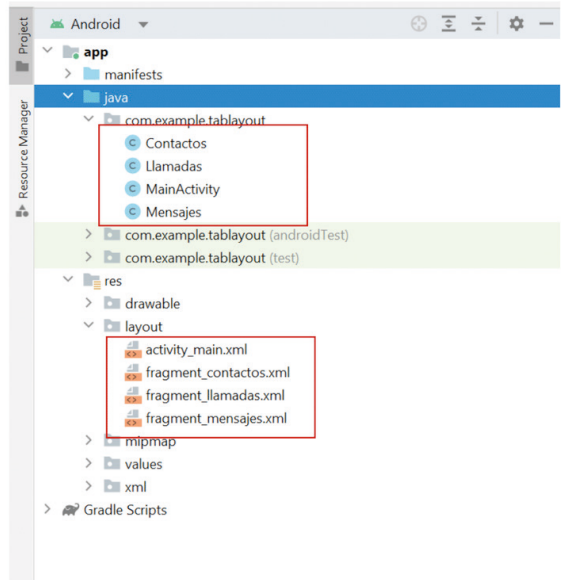 Project
Resource Manager
Android
app
manifests
java
com.example.tablayout
C Contactos
C Llamadas
C MainActivity
C Mensajes
com.example.tablayout (androidTest)
com.example.tablayout (test)
res
drawable
layout
activity_main.xml
fragment_contactos.xml
fragment_llamadas.xml
fragment_mensajes.xml
mipmap
values
xml
Gradle Scripts